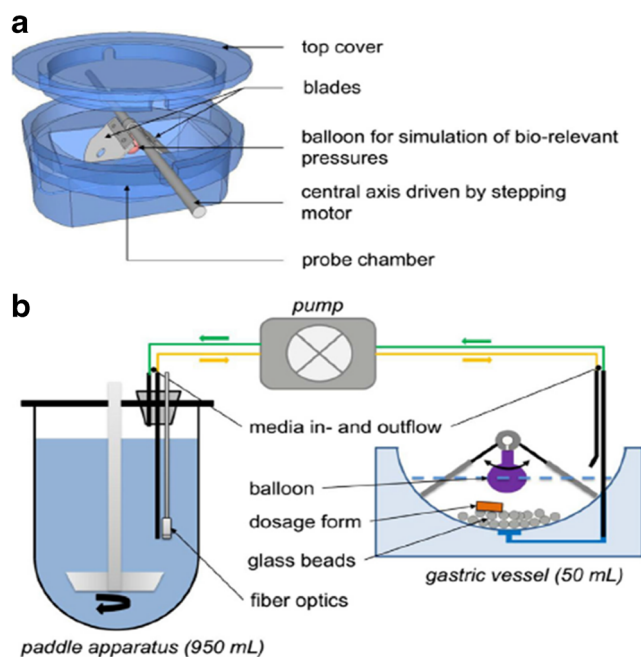 a
top cover
blades
balloon for simulation of bio-relevant
pressures
central axis driven by stepping
motor
probe chamber
b
pump
media in- and outflow
balloon
dosage form
glass beads
gastric vessel (50 mL)
fiber optics
paddle apparatus (950 mL)